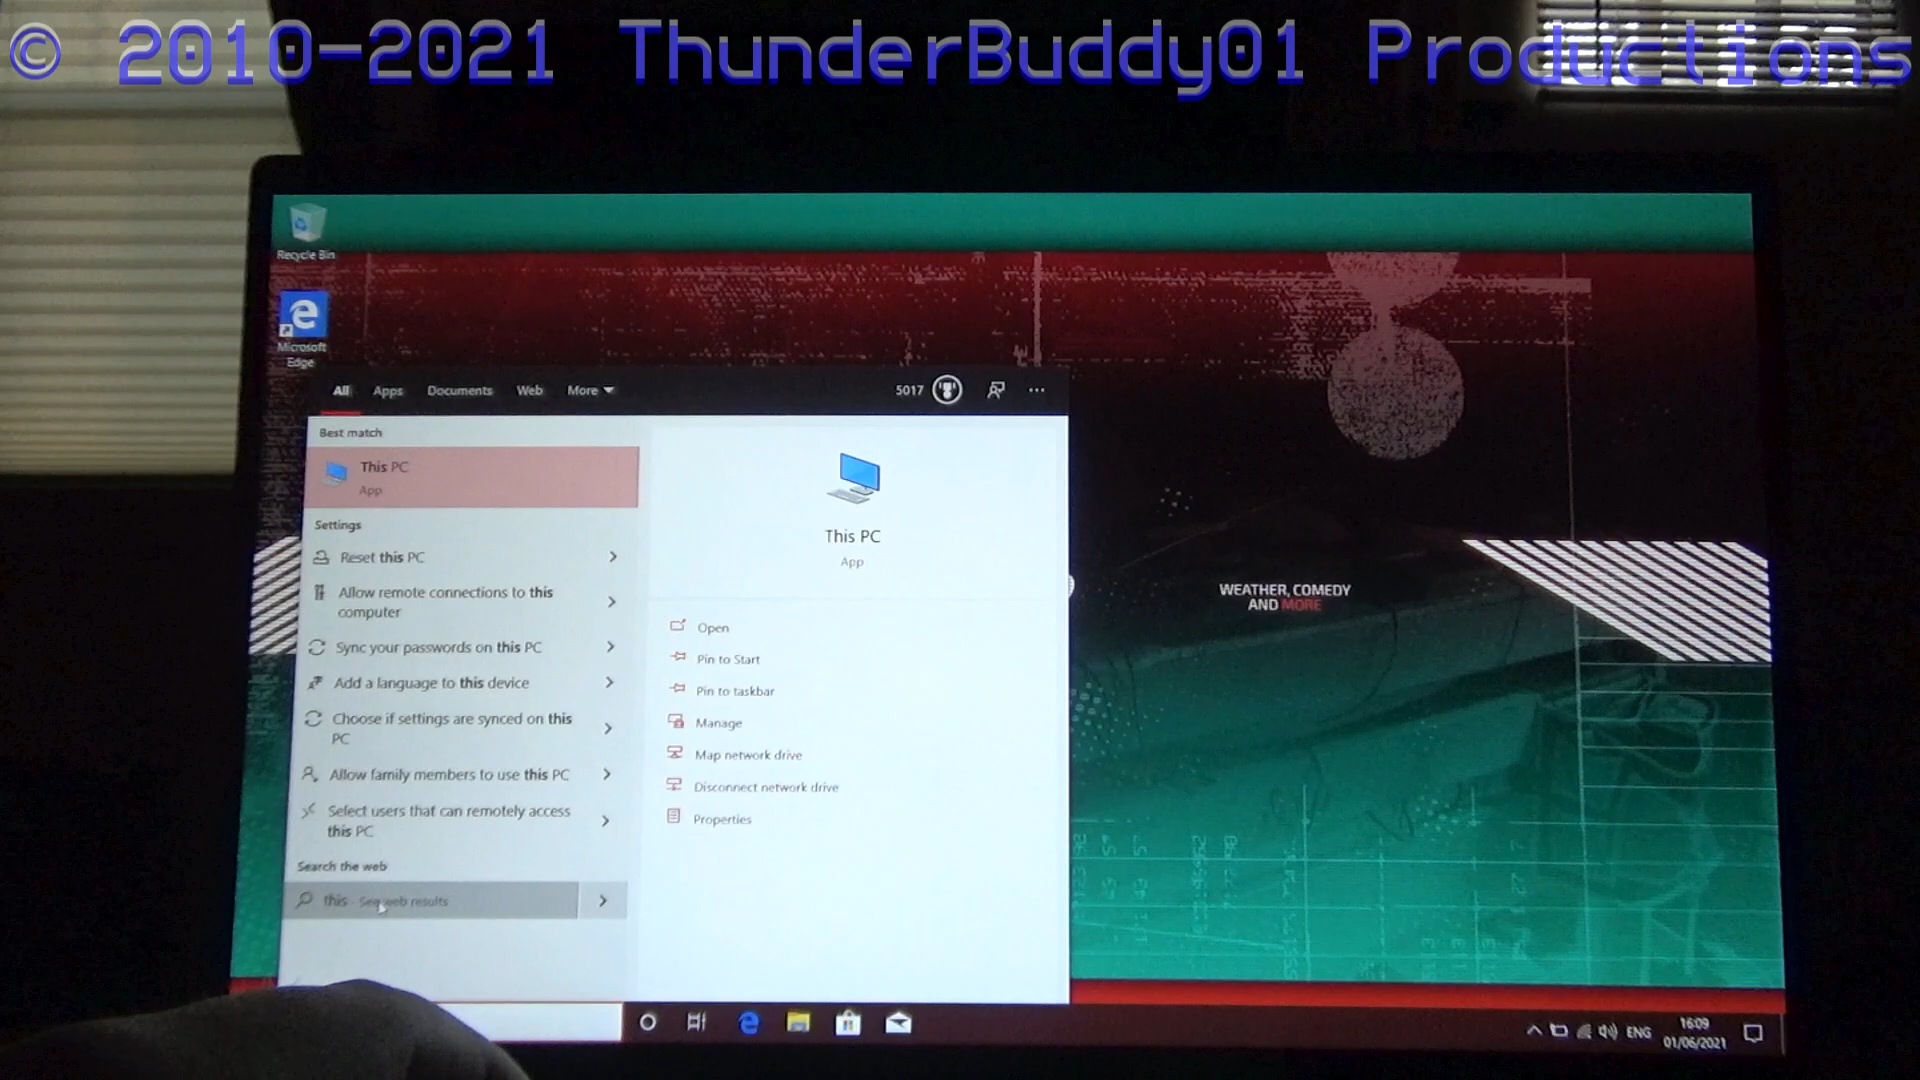 © 2010-2021 ThunderBuddy01 Productions
Recycle Bin
Microsoft
Edge
All Apps Documents Web More
5017
Best match
This PC
App
Settings
Reset this PC
Allow remote connections to this
computer
Sync your passwords on this PC
Add a language to this device
Choose if settings are synced on this
PC
Allow family members to use this PC
Select users that can remotely access
this PC
Search the web
this - See web results
This PC
App
Open
Pin to Start
Pin to taskbar
Manage
Map network drive
Disconnect network drive
Properties
WEATHER, COMEDY
AND MORE
ENG
16:09
01/06/2021